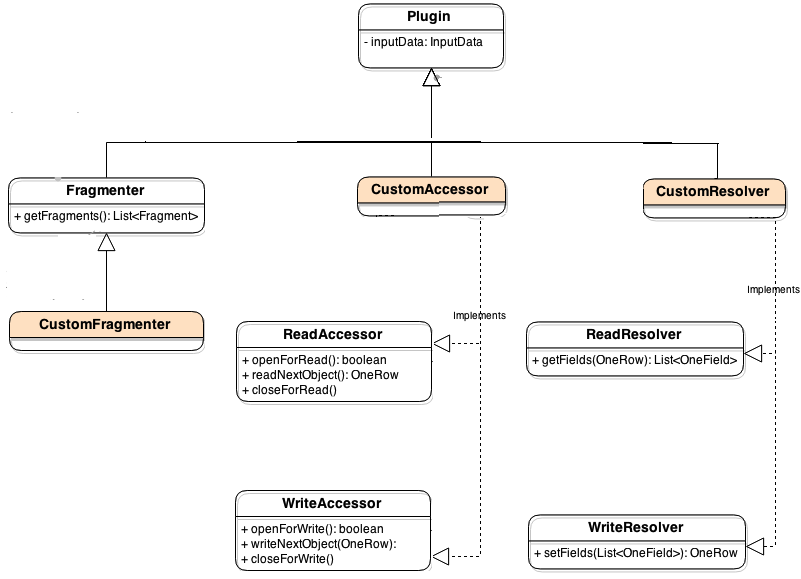 Plugin
- inputData: InputData
Fragmenter
+ getFragments(): List<Fragment>
CustomAccessor
CustomResolver
CustomFragmenter
Implements
Implements
ReadAccessor
+ openForRead(): boolean
+ readNextObject(): OneRow
+ closeForRead()
ReadResolver
+ getFields(OneRow): List<OneField>
WriteAccessor
+ openForWrite(): boolean
+ writeNextObject(OneRow):
+ closeForWrite()
WriteResolver
+ setFields(List<OneField>): OneRow